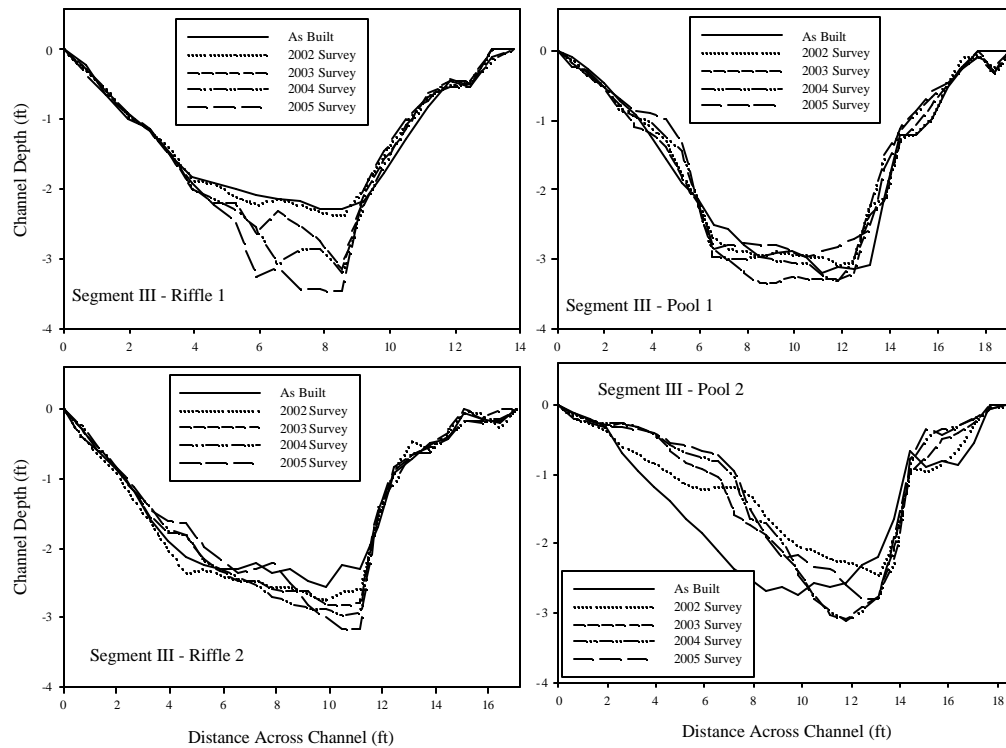 Channel Depth (ft)
0
-1
-2
-3
-4
As Built
2002 Survey
2003 Survey
2004 Survey
2005 Survey
Segment III - Riffle 1
0 2 4 6 8 10 12 14
0
-1
-2
-3
-4
As Built
2002 Survey
2003 Survey
2004 Survey
2005 Survey
Segment III - Pool 1
0 2 4 6 8 10 12 14 16 18
Channel Depth (ft)
0
-1
-2
-3
-4
As Built
2002 Survey
2003 Survey
2004 Survey
2005 Survey
Segment III - Riffle 2
0 2 4 6 8 10 12 14 16
Distance Across Channel (ft)
Segment III - Pool 2
0
-1
-2
-3
-4
As Built
2002 Survey
2003 Survey
2004 Survey
2005 Survey
0 2 4 6 8 10 12 14 16 18
Distance Across Channel (ft)